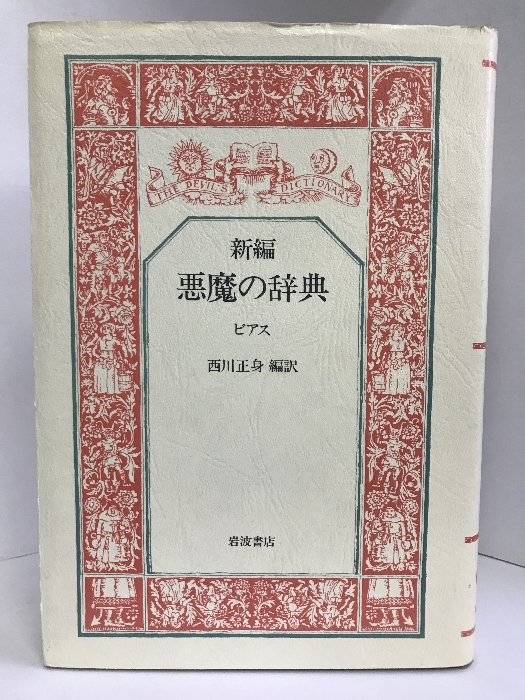 THE DEVIL'S DICTIONARY
新編
悪魔の辞典
ビアス
西川正身 編訳
岩波書店